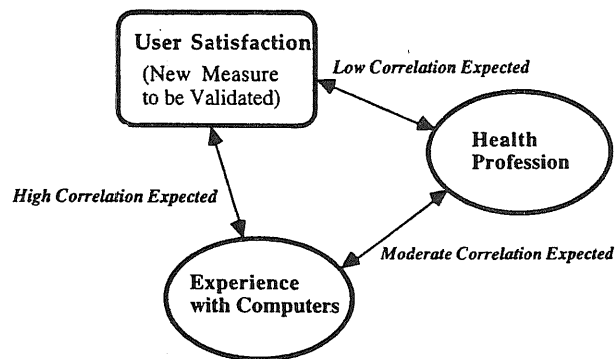 User Satisfaction
(New Measure
to be Validated)
Low Correlation Expected
Health
Profession
High Correlation Expected
Moderate Correlation Expected
Experience
with Computers